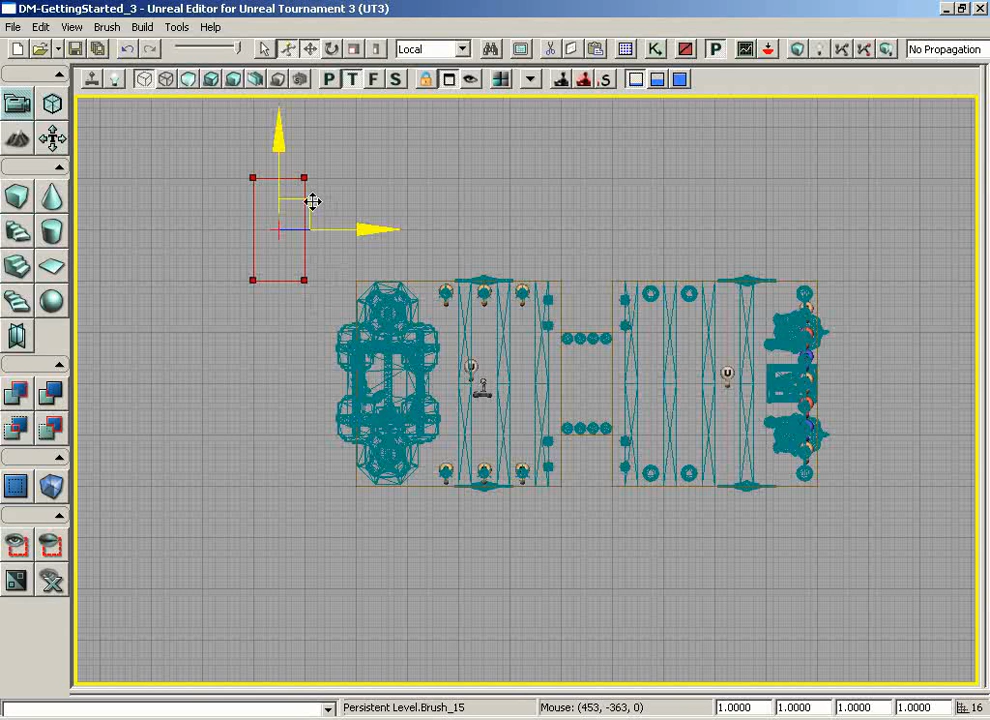 DM-GettingStarted_3 - Unreal Editor for Unreal Tournament 3 (UT3)
File Edit View Brush Build Tools Help
Local
K
P
S
No Propagation
P T F S
U
U
Persistent Level.Brush_15
Mouse: (453, -363, 0)
1.0000
1.0000
1.0000
1.0000
16